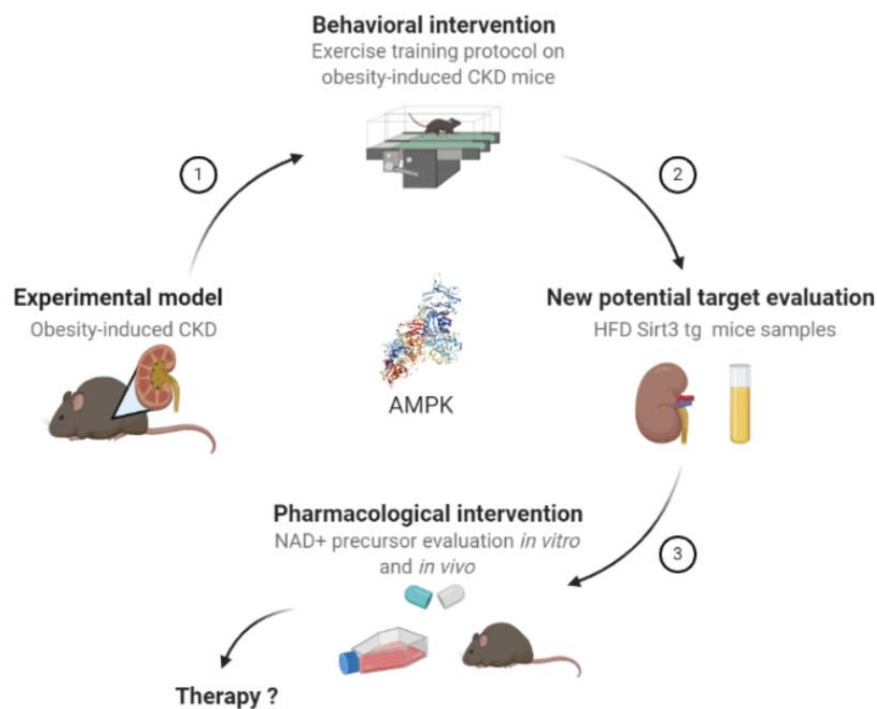 Behavioral intervention
Exercise training protocol on
obesity-induced CKD mice
1
2
Experimental model
Obesity-induced CKD
New potential target evaluation
HFD Sirt3 tg mice samples
AMPK
Pharmacological intervention
NAD+ precursor evaluation in vitro
and in vivo
3
Therapy ?